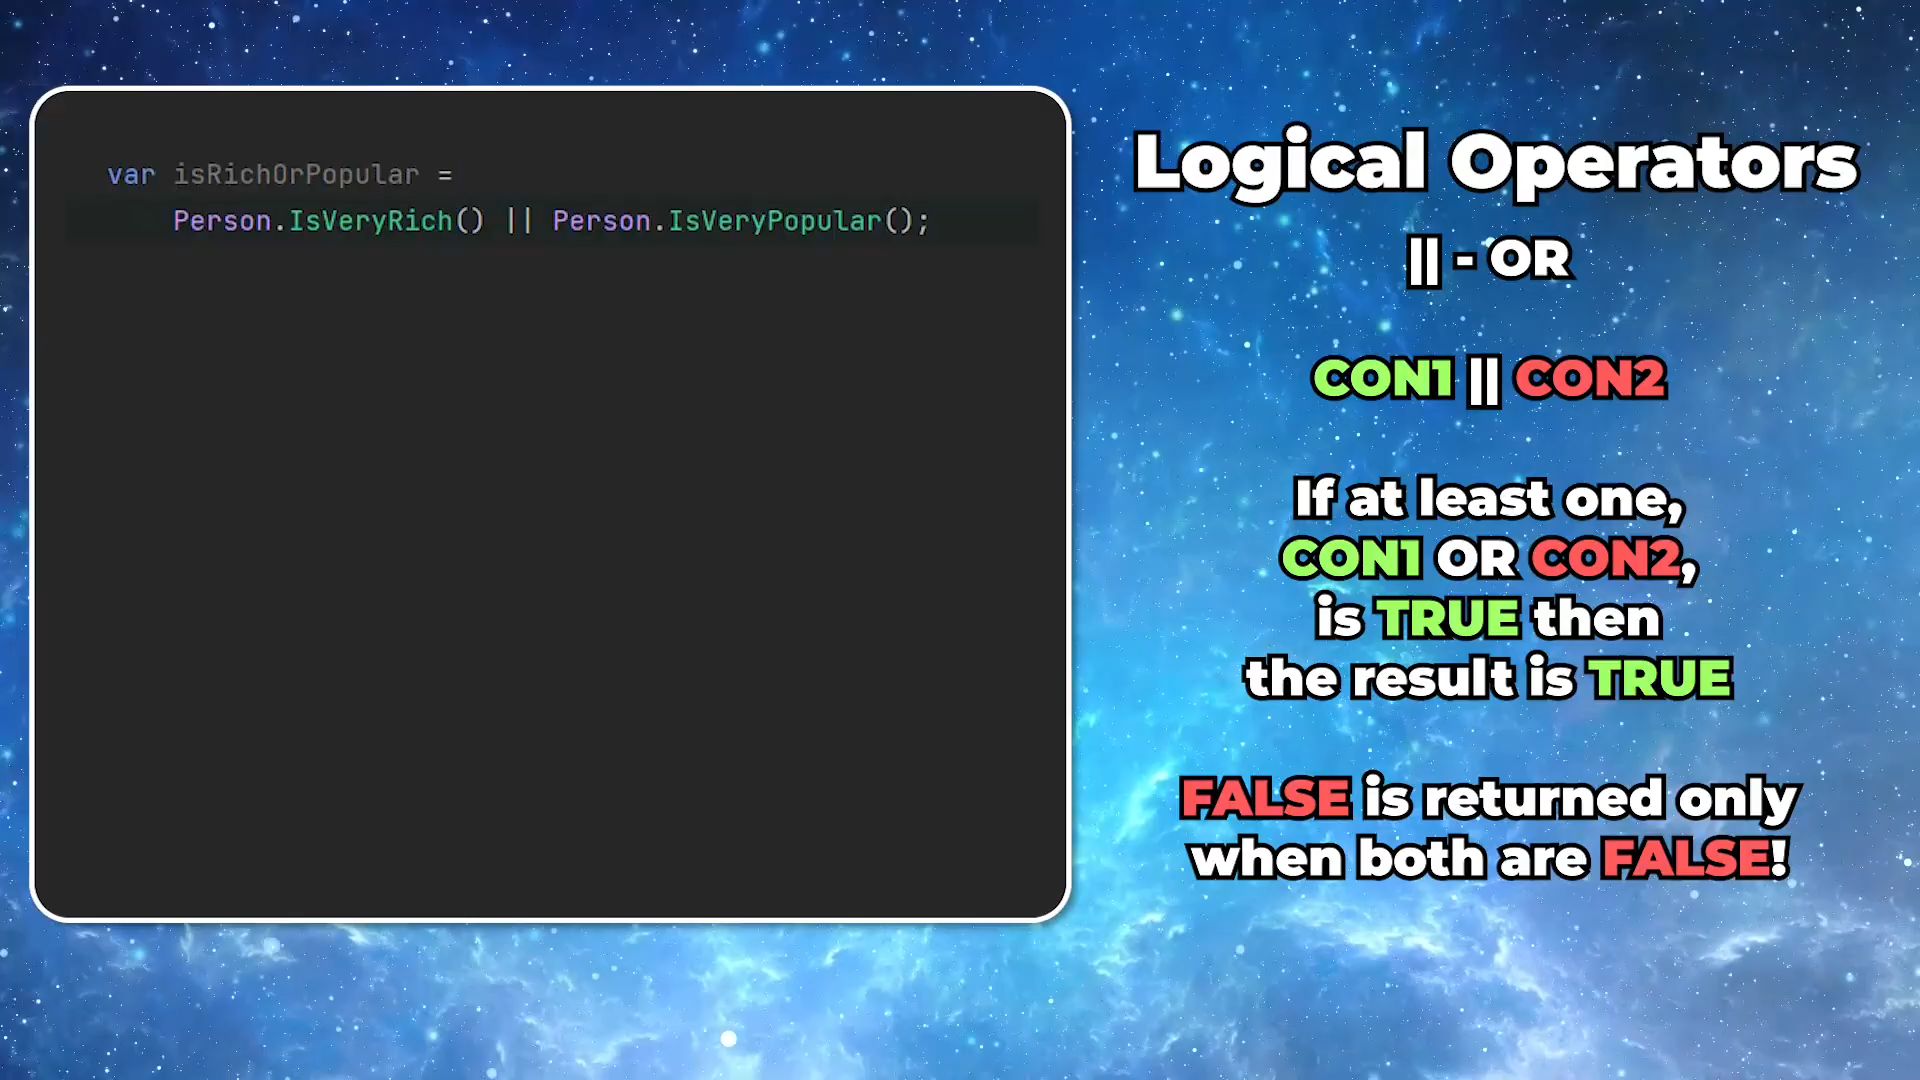 var isRichOrPopular =
Person.IsVeryRich() || Person.IsVeryPopular();
Logical Operators
|| - OR
CON1 || CON2
If at least one,
CON1 OR CON2,
is TRUE then
the result is TRUE
FALSE is returned only
when both are FALSE!